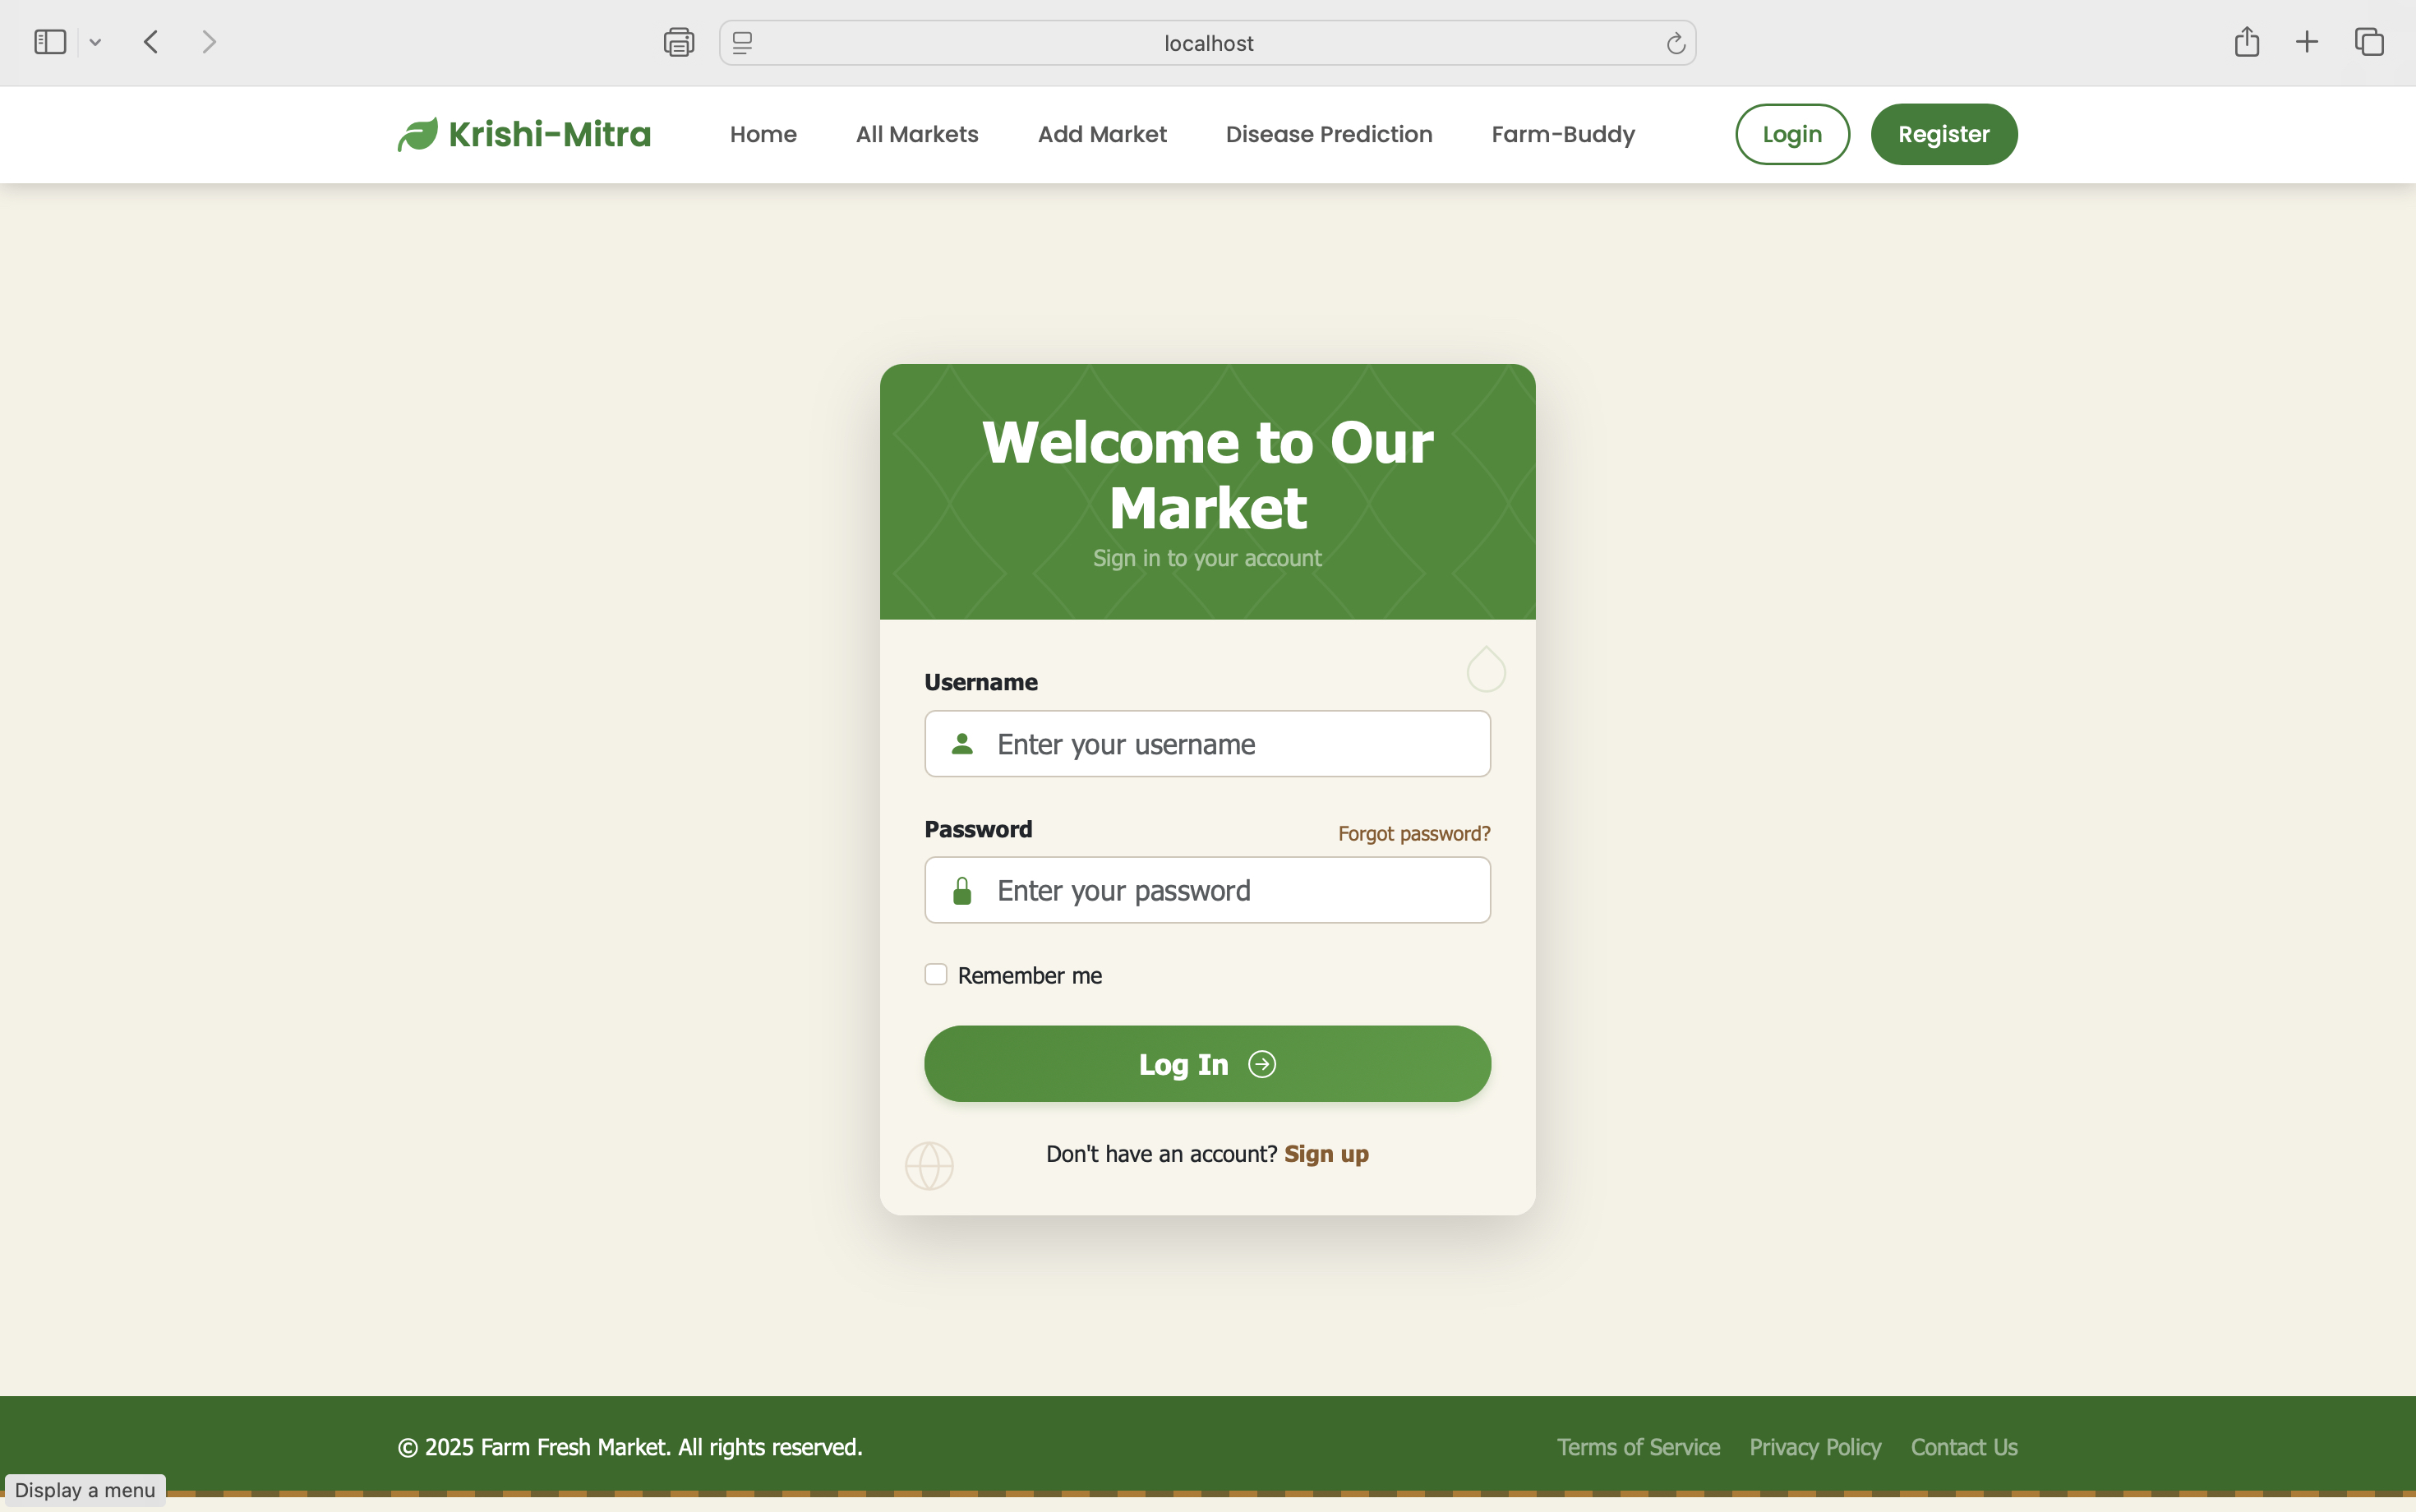 localhost
Krishi-Mitra
Home
All Markets
Add Market
Disease Prediction
Farm-Buddy
Login
Register
Welcome to Our
Market
Sign in to your account
Username
Enter your username
Password
Forgot password?
Enter your password
Remember me
Log In
Don't have an account? Sign up
© 2025 Farm Fresh Market. All rights reserved.
Terms of Service
Privacy Policy
Contact Us
Display a menu